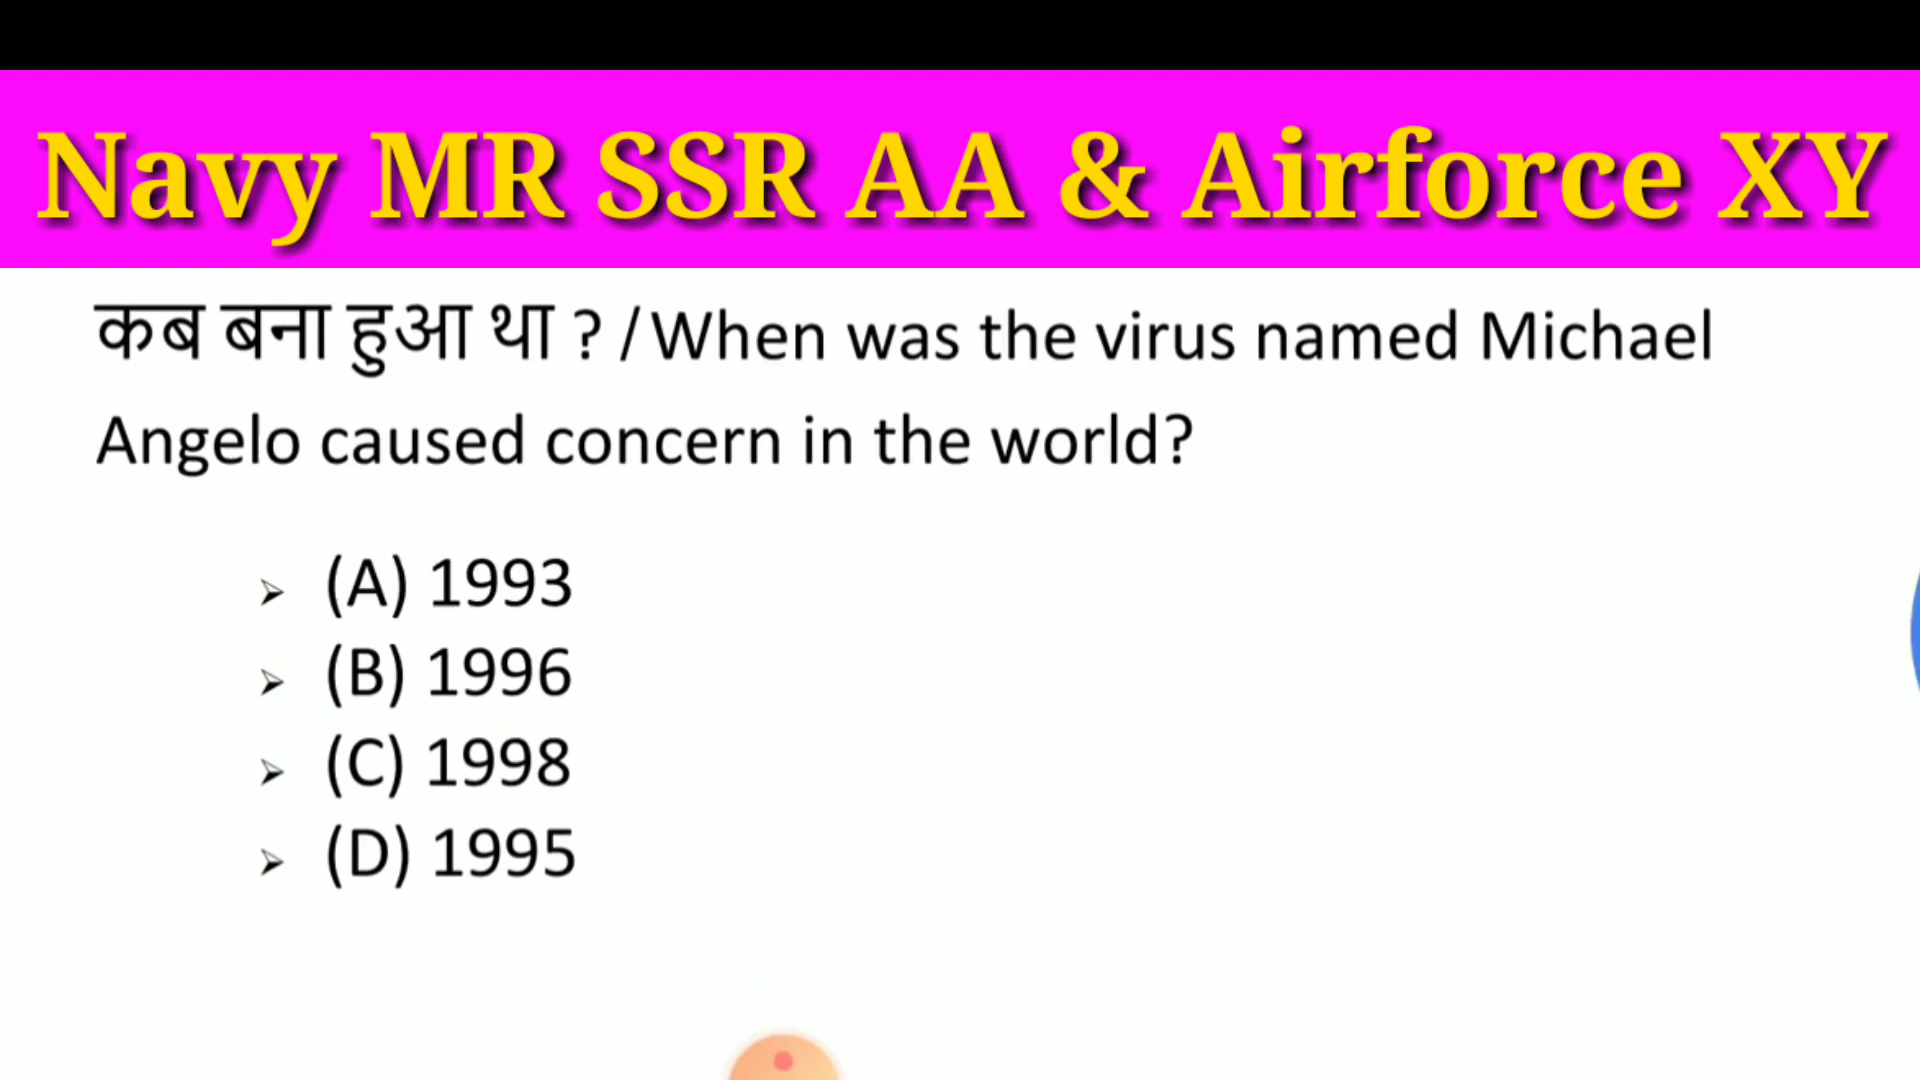 Navy MR SSR AA & Airforce XY
कब बना हुआ था ? /When was the virus named Michael
Angelo caused concern in the world?
(A) 1993
(B) 1996
(C) 1998
(D) 1995